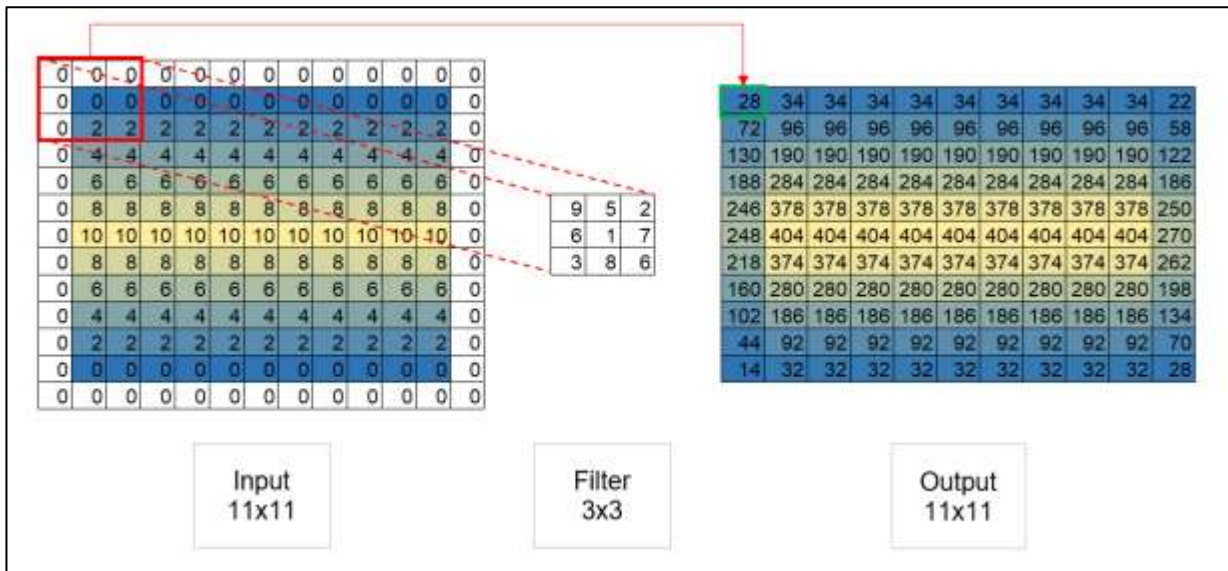 0 0 0 0 0 0 0 0 0 0 0 0 0
0 0 0 0 0 0 0 0 0 0 0 0 0
0 2 2 2 2 2 2 2 2 2 2 2 0
0 4 4 4 4 4 4 4 4 4 4 4 0
0 6 6 6 6 6 6 6 6 6 6 6 0
0 8 8 8 8 8 8 8 8 8 8 8 0
0 10 10 10 10 10 10 10 10 10 10 10 0
0 8 8 8 8 8 8 8 8 8 8 8 0
0 6 6 6 6 6 6 6 6 6 6 6 0
0 4 4 4 4 4 4 4 4 4 4 4 0
0 2 2 2 2 2 2 2 2 2 2 2 0
0 0 0 0 0 0 0 0 0 0 0 0 0
0 0 0 0 0 0 0 0 0 0 0 0 0
9 5 2
6 1 7
3 8 6
28 34 34 34 34 34 34 34 34 34 22
72 96 96 96 96 96 96 96 96 96 58
130 190 190 190 190 190 190 190 190 190 122
188 284 284 284 284 284 284 284 284 284 186
246 378 378 378 378 378 378 378 378 378 250
248 404 404 404 404 404 404 404 404 404 270
218 374 374 374 374 374 374 374 374 374 262
160 280 280 280 280 280 280 280 280 280 198
102 186 186 186 186 186 186 186 186 186 134
44 92 92 92 92 92 92 92 92 92 70
14 32 32 32 32 32 32 32 32 32 28
Input
11x11
Filter
3x3
Output
11x11